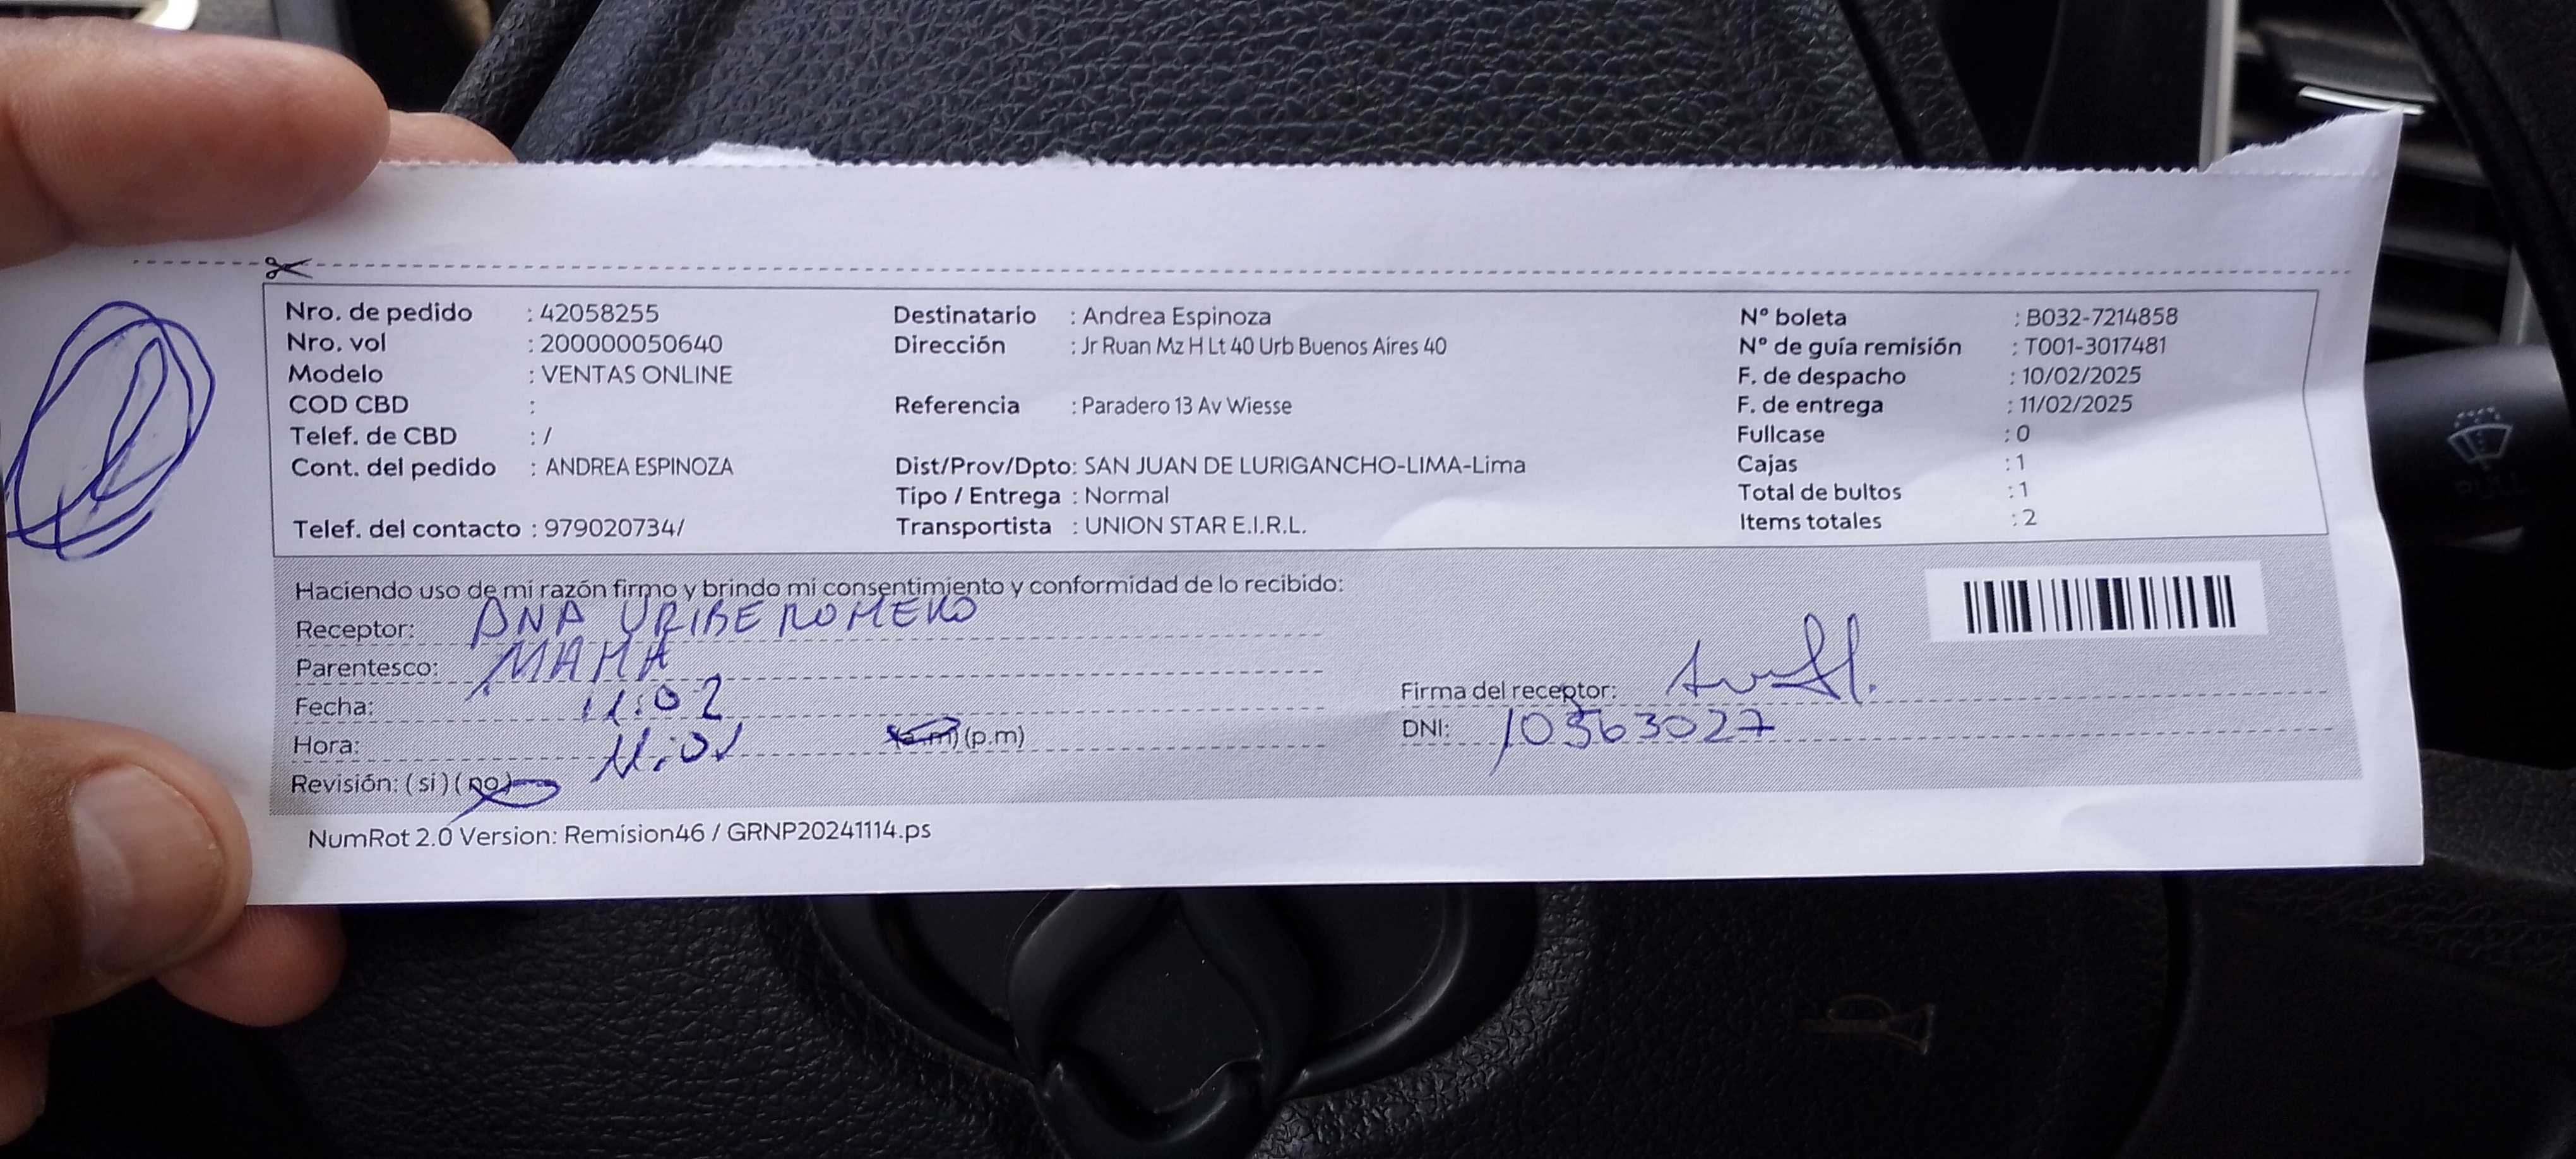 Nro. de pedido : 42058255
Nro. vol : 200000050640
Modelo : VENTAS ONLINE
COD CBD :
Telef. de CBD : /
Cont. del pedido : ANDREA ESPINOZA
Telef. del contacto : 979020734/
Destinatario : Andrea Espinoza
Dirección : Jr Ruan Mz H Lt 40 Urb Buenos Aires 40
Referencia : Paradero 13 Av Wiesse
Dist/Prov/Dpto: SAN JUAN DE LURIGANCHO-LIMA-Lima
Tipo / Entrega : Normal
Transportista : UNION STAR E.I.R.L.
N° boleta : B032-7214858
N° de guía remisión : T001-3017481
F. de despacho : 10/02/2025
F. de entrega : 11/02/2025
Fullcase : 0
Cajas : 1
Total de bultos : 1
Items totales : 2
Haciendo uso de mi razón firmo y brindo mi consentimiento y conformidad de lo recibido:
Receptor: ANA URIBE ROMERO
Parentesco: MAMA
Fecha: 11:02
Hora: 11:01 (a.m) (p.m)
Revisión: (si) (no)
Firma del receptor:
DNI: 10563027
NumRot 2.0 Version: Remision46 / GRNP20241114.ps
PULL